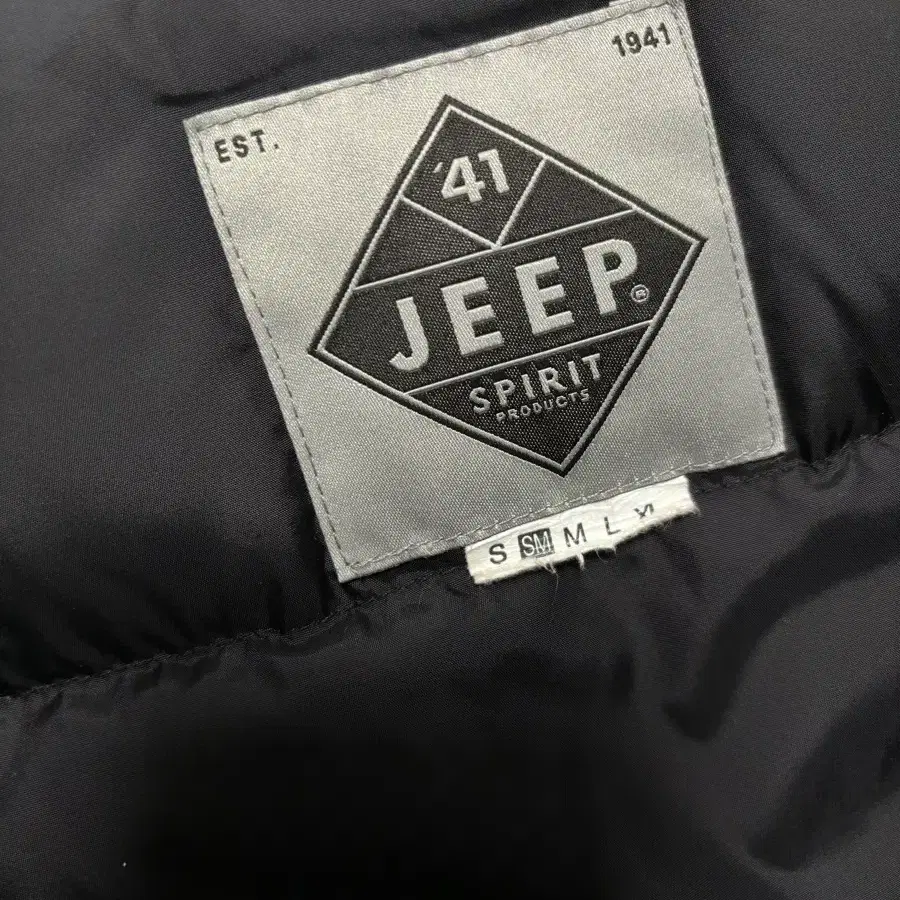 EST. 1941
'41
JEEP®
SPIRIT
PRODUCTS
S SM M L XL